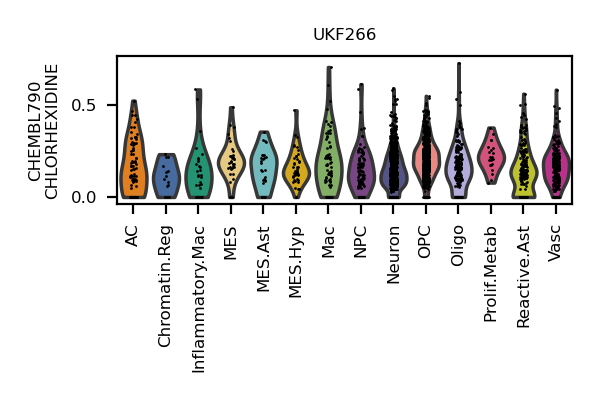 UKF266
CHEMBL790
CHLORHEXIDINE
0.5
0.0
AC
Chromatin.Reg
Inflammatory.Mac
MES
MES.Ast
MES.Hyp
Mac
NPC
Neuron
OPC
Oligo
Prolif.Metab
Reactive.Ast
Vasc